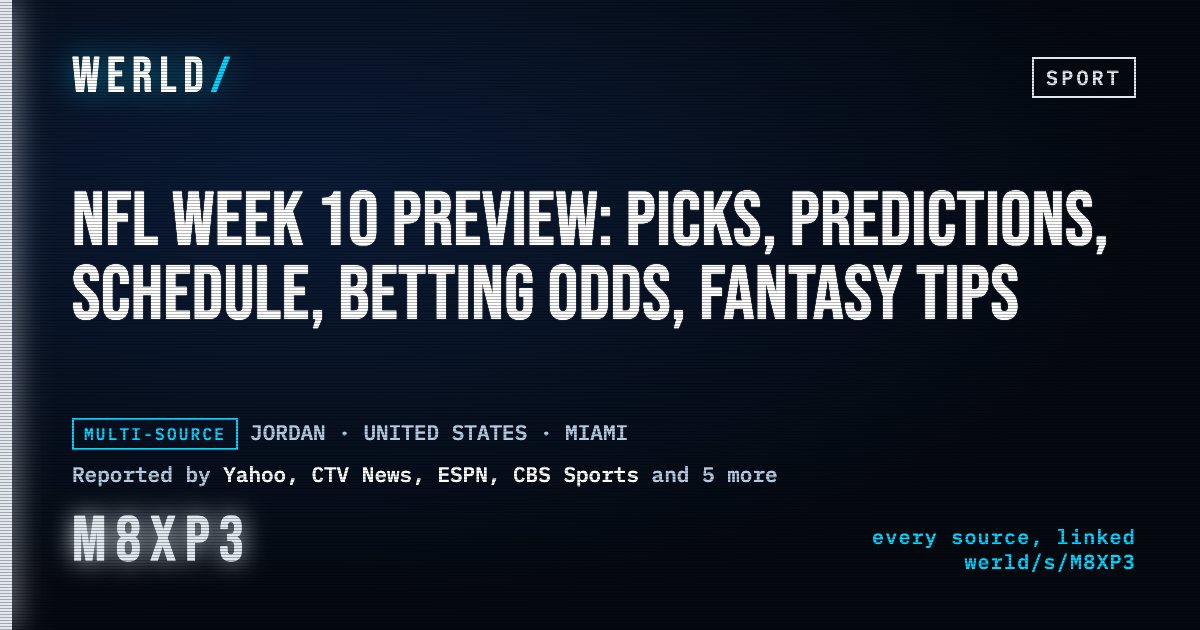 WERLD/
SPORT
NFL WEEK 10 PREVIEW: PICKS, PREDICTIONS,
SCHEDULE, BETTING ODDS, FANTASY TIPS
MULTI-SOURCE JORDAN · UNITED STATES · MIAMI
Reported by Yahoo, CTV News, ESPN, CBS Sports and 5 more
M8XP3
every source, linked
werld/s/M8XP3